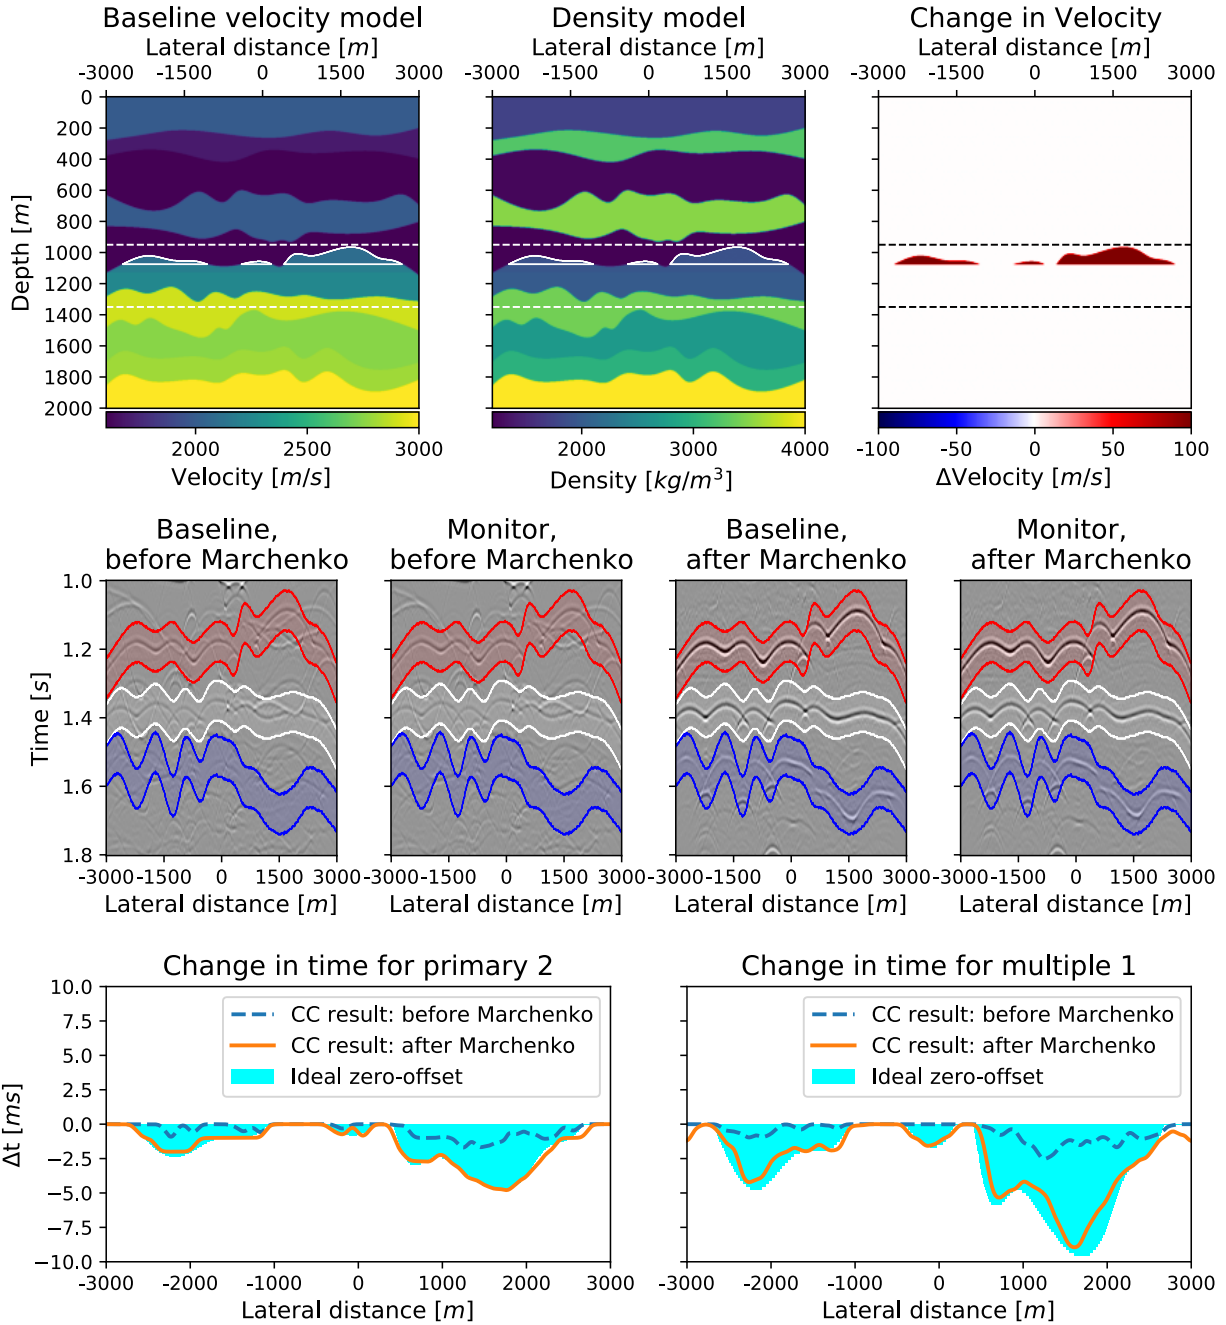 Baseline velocity model
Lateral distance [m]
-3000 -1500 0 1500 3000
Density model
Lateral distance [m]
-3000 -1500 0 1500 3000
Change in Velocity
Lateral distance [m]
-3000 -1500 0 1500 3000
Depth [m]
0
200
400
600
800
1000
1200
1400
1600
1800
2000
2000 2500 3000
Velocity [m/s]
2000 3000 4000
Density [kg/m³]
-100 -50 0 50 100
ΔVelocity [m/s]
Baseline,
before Marchenko
Monitor,
before Marchenko
Baseline,
after Marchenko
Monitor,
after Marchenko
Time [s]
1.0
1.2
1.4
1.6
1.8
-3000 -1500 0 1500 3000
Lateral distance [m]
-3000 -1500 0 1500 3000
Lateral distance [m]
-3000 -1500 0 1500 3000
Lateral distance [m]
-3000 -1500 0 1500 3000
Lateral distance [m]
Change in time for primary 2
Δt [ms]
10.0
7.5
5.0
2.5
0.0
−2.5
−5.0
−7.5
−10.0
CC result: before Marchenko
CC result: after Marchenko
Ideal zero-offset
-3000 -2000 -1000 0 1000 2000 3000
Lateral distance [m]
Change in time for multiple 1
CC result: before Marchenko
CC result: after Marchenko
Ideal zero-offset
-3000 -2000 -1000 0 1000 2000 3000
Lateral distance [m]